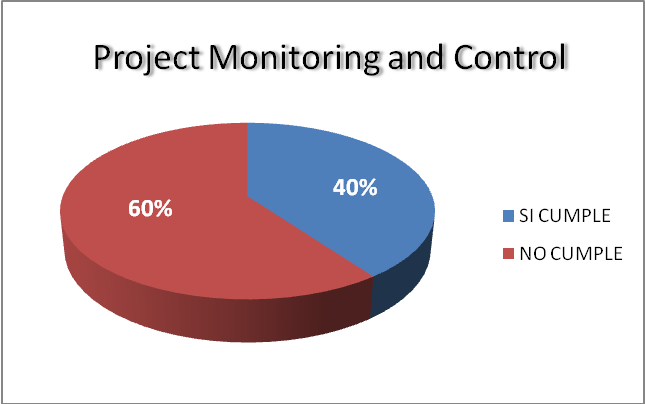 Project Monitoring and Control
40%
60%
SI CUMPLE
NO CUMPLE